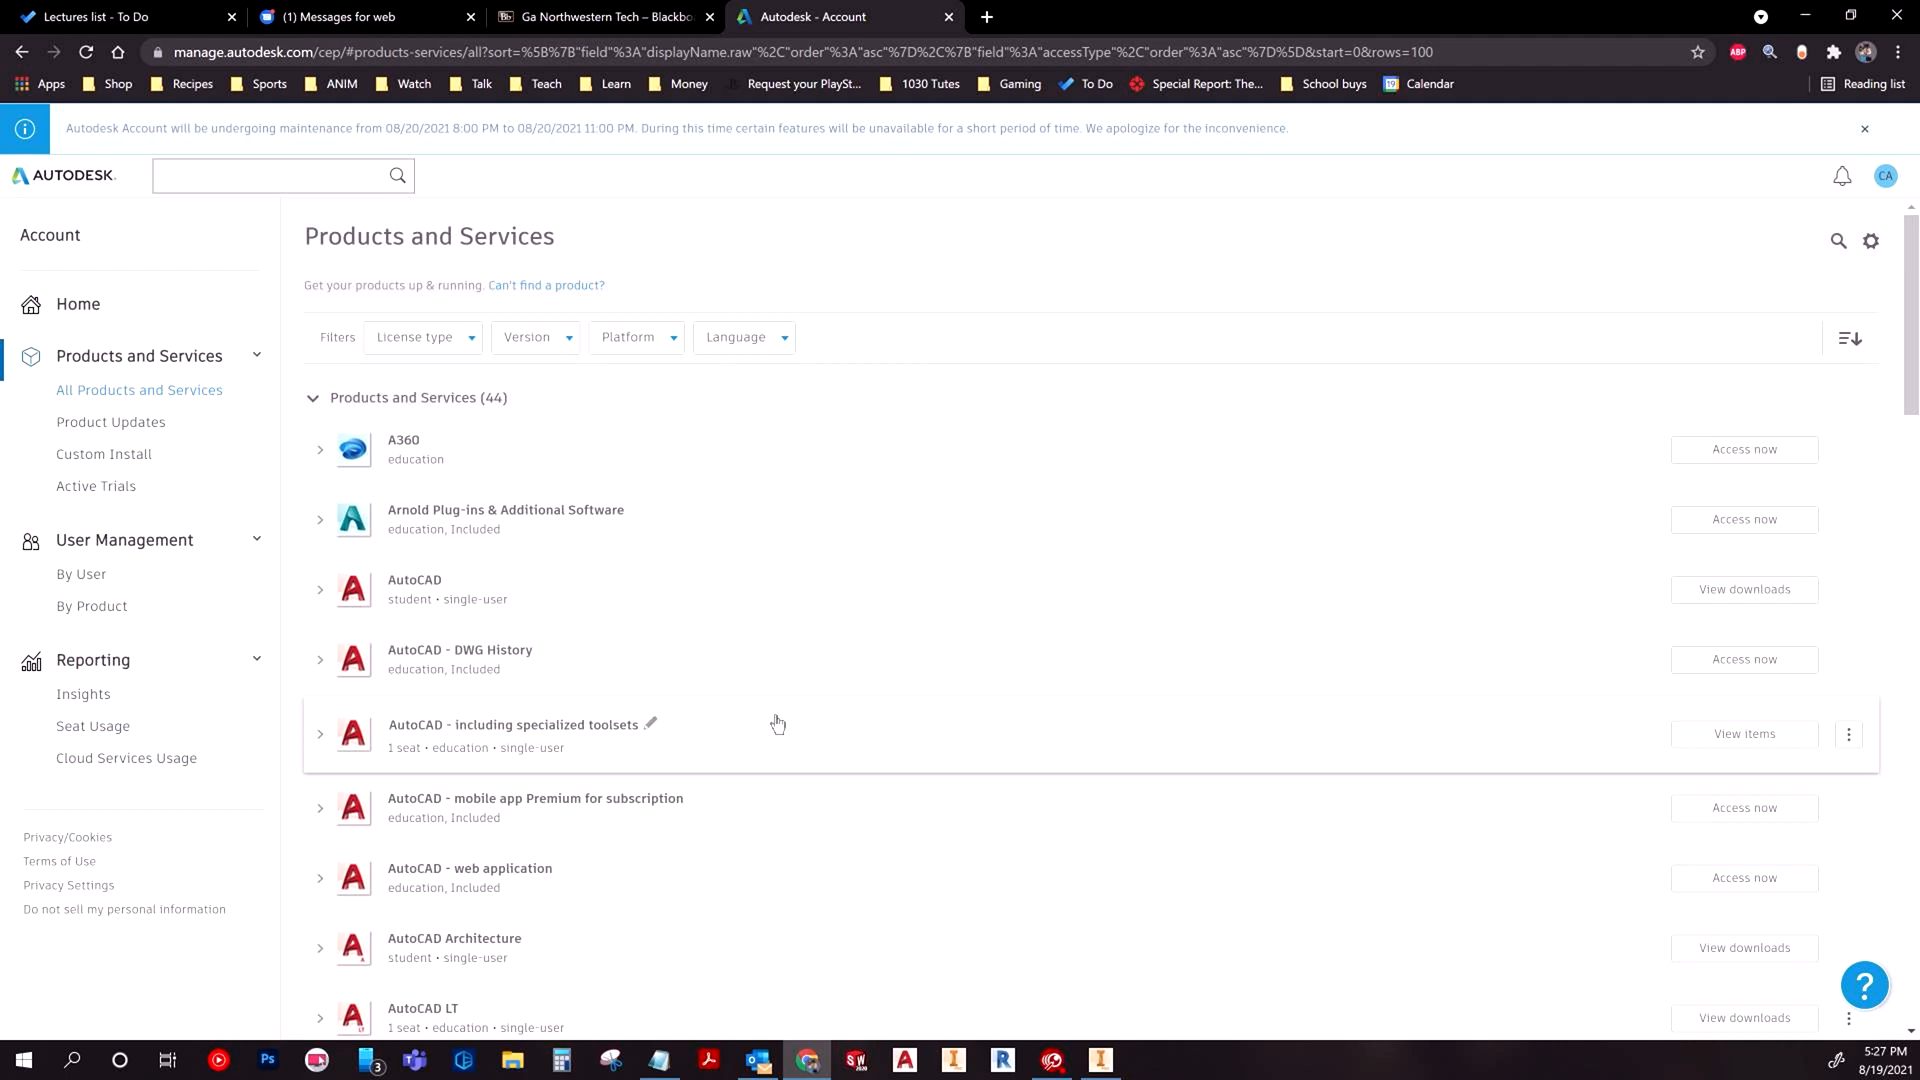 Lectures list - To Do
(1) Messages for web
Ga Northwestern Tech – Blackbo
Autodesk - Account
manage.autodesk.com/cep/#products-services/all?sort=%5B%7B"field"%3A"displayName.raw"%2C"order"%3A"asc"%7D%2C%7B"field"%3A"accessType"%2C"order"%3A"asc"%7D%5D&start=0&rows=100
ABP
Apps Shop Recipes Sports ANIM Watch Talk Teach Learn Money Request your PlaySt... 1030 Tutes Gaming To Do Special Report: The... School buys Calendar Reading list
Autodesk Account will be undergoing maintenance from 08/20/2021 8:00 PM to 08/20/2021 11:00 PM. During this time certain features will be unavailable for a short period of time. We apologize for the inconvenience.
AUTODESK.
CA
Account
Home
Products and Services
All Products and Services
Product Updates
Custom Install
Active Trials
User Management
By User
By Product
Reporting
Insights
Seat Usage
Cloud Services Usage
Privacy/Cookies
Terms of Use
Privacy Settings
Do not sell my personal information
Products and Services
Get your products up & running. Can't find a product?
Filters License type Version Platform Language
Products and Services (44)
A360
education
Access now
Arnold Plug-ins & Additional Software
education, Included
Access now
AutoCAD
student • single-user
View downloads
AutoCAD - DWG History
education, Included
Access now
AutoCAD - including specialized toolsets
1 seat • education • single-user
View items
AutoCAD - mobile app Premium for subscription
education, Included
Access now
AutoCAD - web application
education, Included
Access now
AutoCAD Architecture
student • single-user
View downloads
AutoCAD LT
1 seat • education • single-user
View downloads
?
Ps
3
SW
2020
A
I
R
I
5:27 PM
8/19/2021